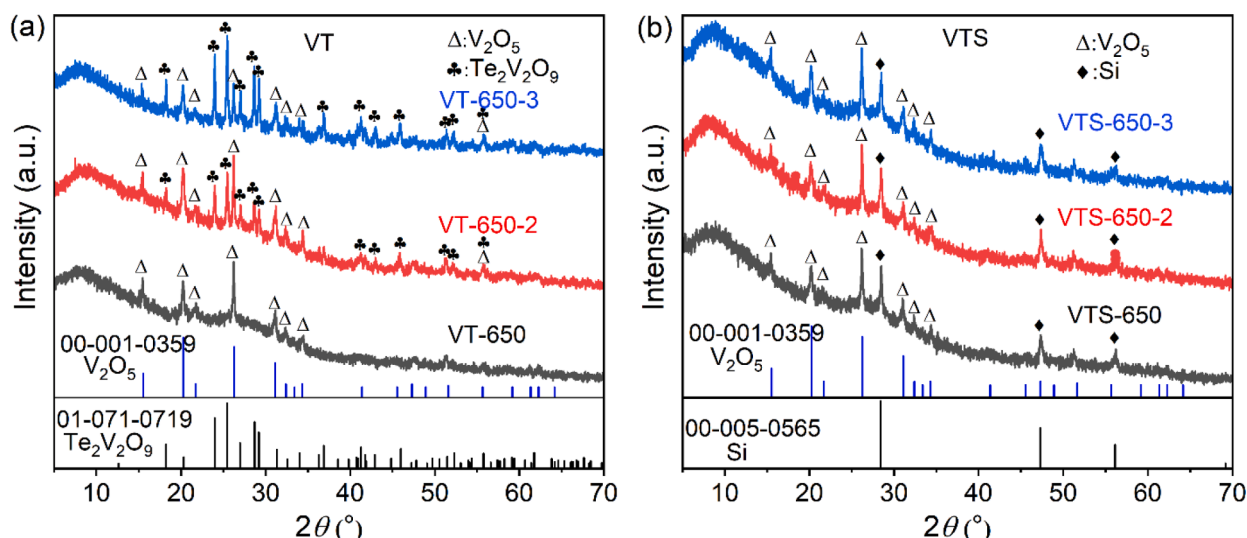 (a)
VT
Δ:V₂O₅
♣:Te₂V₂O₉
VT-650-3
VT-650-2
VT-650
00-001-0359
V₂O₅
01-071-0719
Te₂V₂O₉
Intensity (a.u.)
10 20 30 40 50 60 70
2θ (°)
(b)
VTS
Δ:V₂O₅
♦:Si
VTS-650-3
VTS-650-2
VTS-650
00-001-0359
V₂O₅
00-005-0565
Si
Intensity (a.u.)
10 20 30 40 50 60 70
2θ (°)